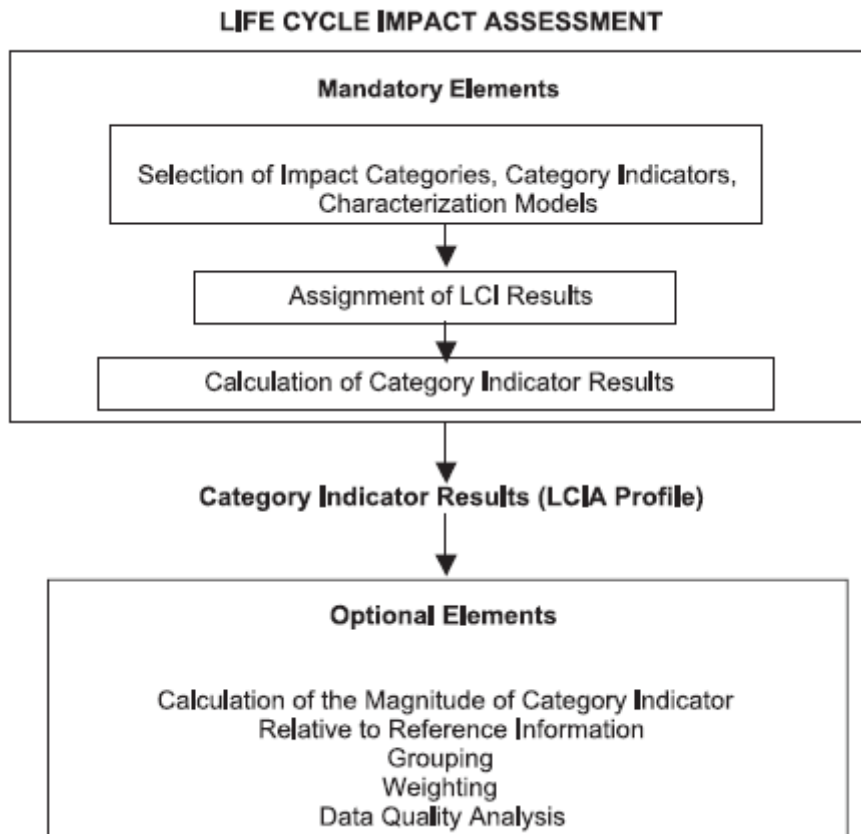 LIFE CYCLE IMPACT ASSESSMENT
Mandatory Elements
Selection of Impact Categories, Category Indicators,
Characterization Models
Assignment of LCI Results
Calculation of Category Indicator Results
Category Indicator Results (LCIA Profile)
Optional Elements
Calculation of the Magnitude of Category Indicator
Relative to Reference Information
Grouping
Weighting
Data Quality Analysis